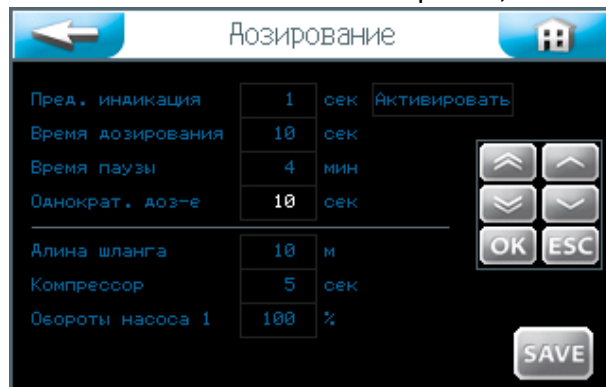 Дозирование
Пред. индикация 1 сек Активировать
Время дозирования 10 сек
Время паузы 4 мин
Однократ. доз-е 10 сек
Длина шланга 10 м
OK ESC
Компрессор 5 сек
Обороты насоса 1 100 %
SAVE